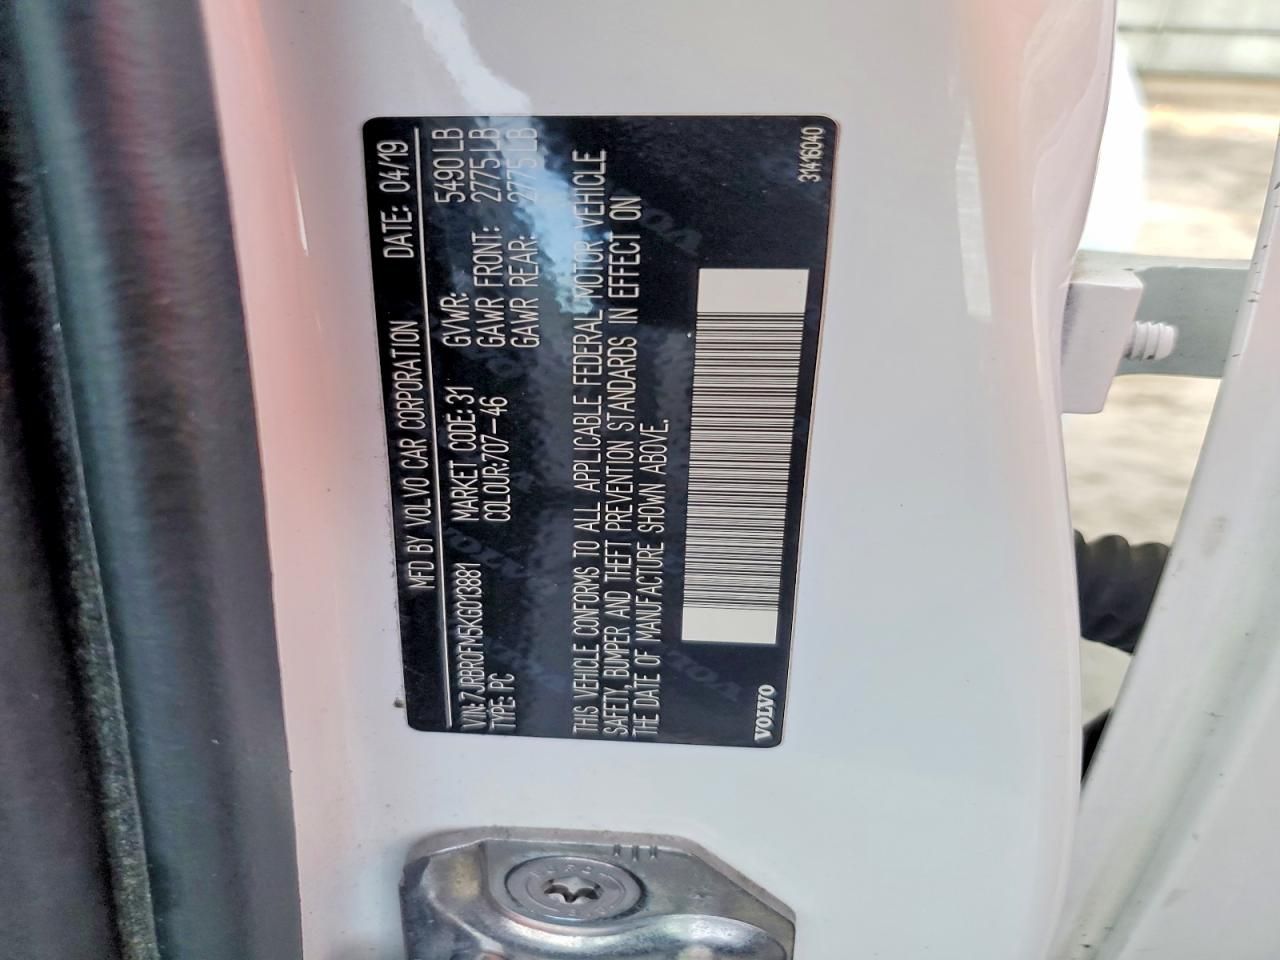 MFD BY VOLVO CAR CORPORATION DATE: 04/19
VIN: 7JRBR0FM5KG013881 MARKET CODE: 31 GVWR: 5490 LB
TYPE: PC COLOUR:707-46 GAWR FRONT: 2775 LB
GAWR REAR: 2775 LB
THIS VEHICLE CONFORMS TO ALL APPLICABLE FEDERAL MOTOR VEHICLE
SAFETY, BUMPER AND THEFT PREVENTION STANDARDS IN EFFECT ON
THE DATE OF MANUFACTURE SHOWN ABOVE.
VOLVO 31416040